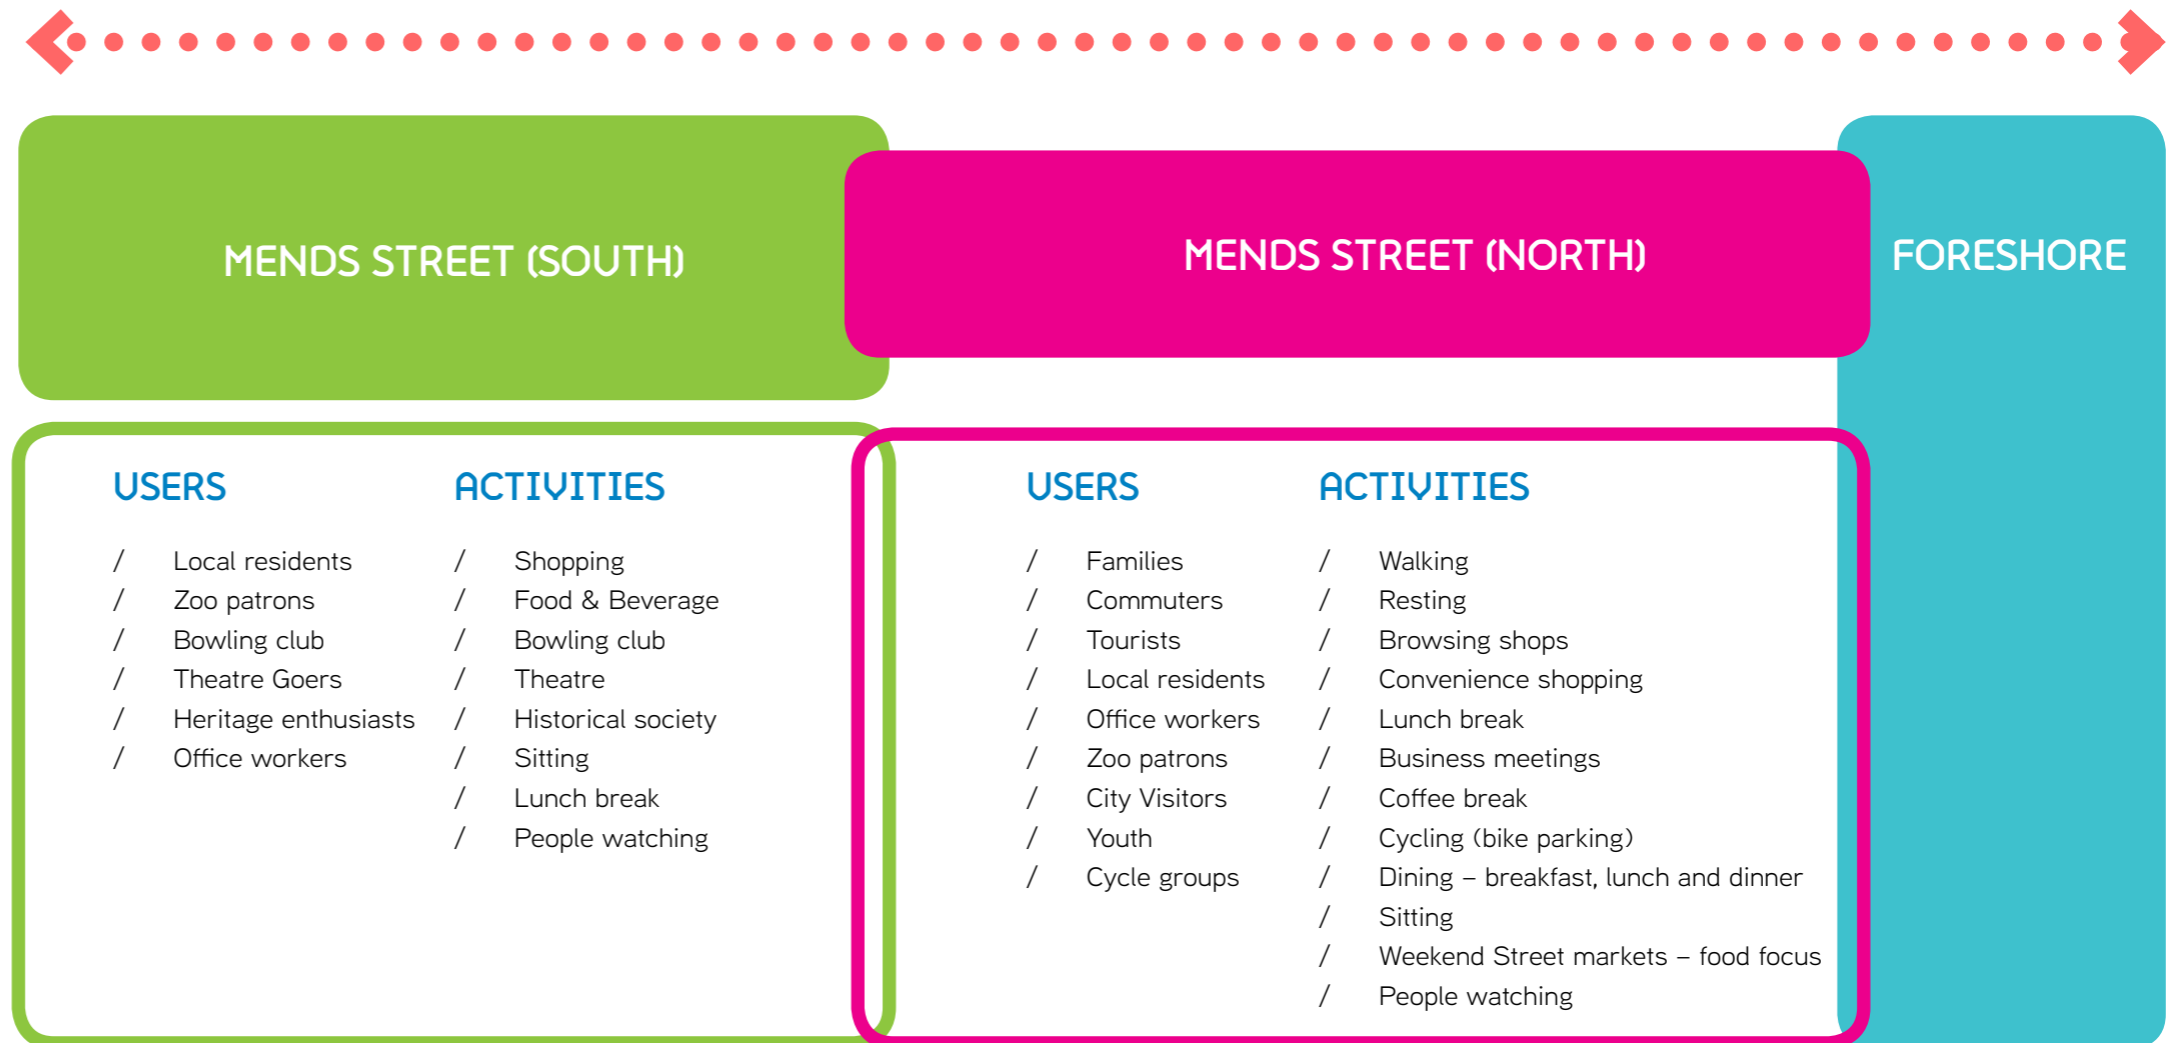 MENDS STREET (SOUTH)
MENDS STREET (NORTH)
FORESHORE
USERS
/ Local residents
/ Zoo patrons
/ Bowling club
/ Theatre Goers
/ Heritage enthusiasts
/ Office workers
ACTIVITIES
/ Shopping
/ Food & Beverage
/ Bowling club
/ Theatre
/ Historical society
/ Sitting
/ Lunch break
/ People watching
USERS
/ Families
/ Commuters
/ Tourists
/ Local residents
/ Office workers
/ Zoo patrons
/ City Visitors
/ Youth
/ Cycle groups
ACTIVITIES
/ Walking
/ Resting
/ Browsing shops
/ Convenience shopping
/ Lunch break
/ Business meetings
/ Coffee break
/ Cycling (bike parking)
/ Dining – breakfast, lunch and dinner
/ Sitting
/ Weekend Street markets – food focus
/ People watching